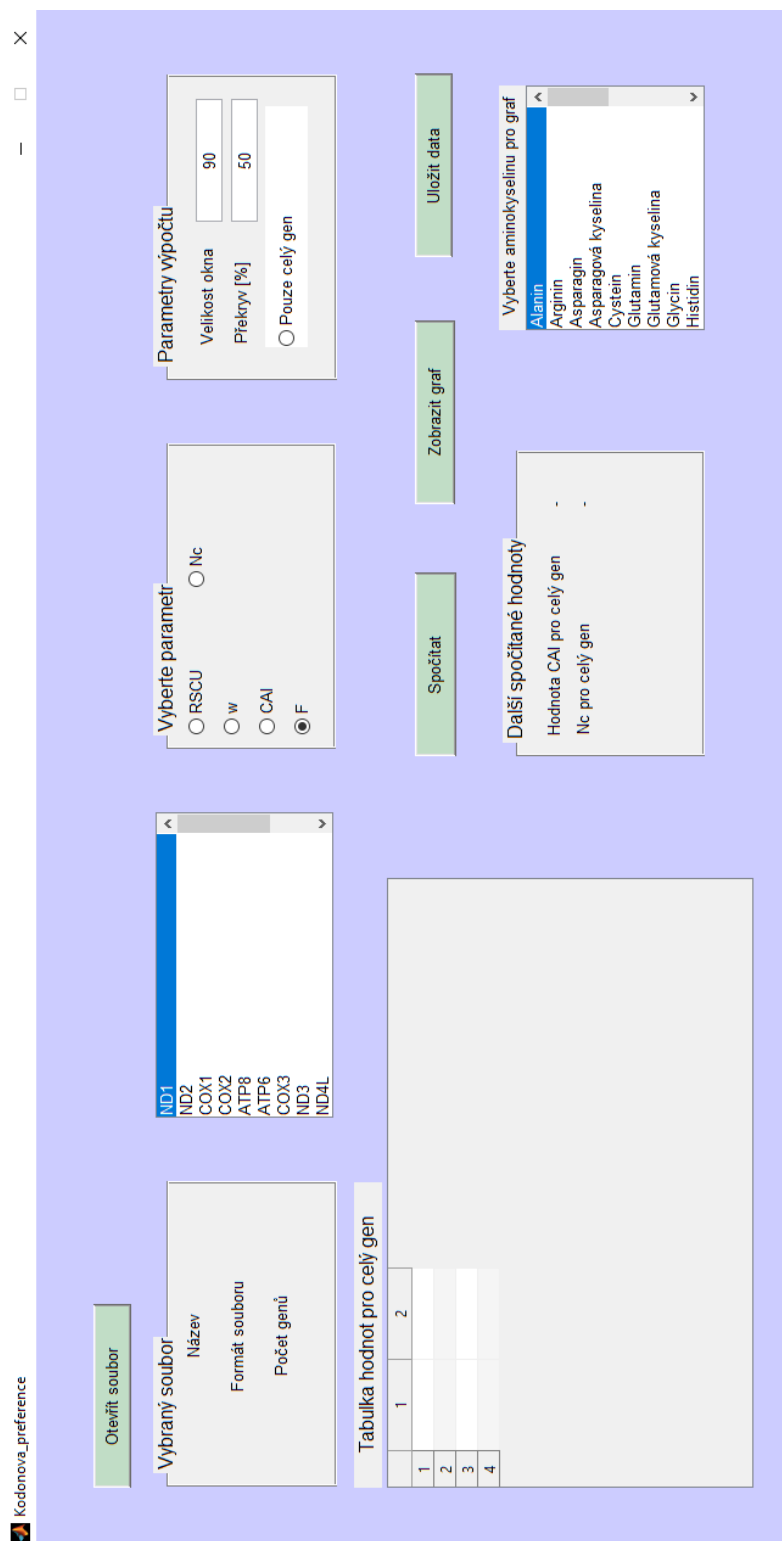 Kodonova_preference
Otevřít soubor
Vybraný soubor
Název
Formát souboru
Počet genů
ND1
ND2
COX1
COX2
ATP8
ATP6
COX3
ND3
ND4L
Vyberte parametr
RSCU
Nc
w
CAI
F
Parametry výpočtu
Velikost okna 90
Překryv [%] 50
Pouze celý gen
Tabulka hodnot pro celý gen
1 2
1
2
3
4
Spočítat
Zobrazit graf
Uložit data
Další spočítané hodnoty
Hodnota CAI pro celý gen -
Nc pro celý gen -
Vyberte aminokyselinu pro graf
Alanin
Arginin
Asparagin
Asparagová kyselina
Cystein
Glutamin
Glutamová kyselina
Glycin
Histidin